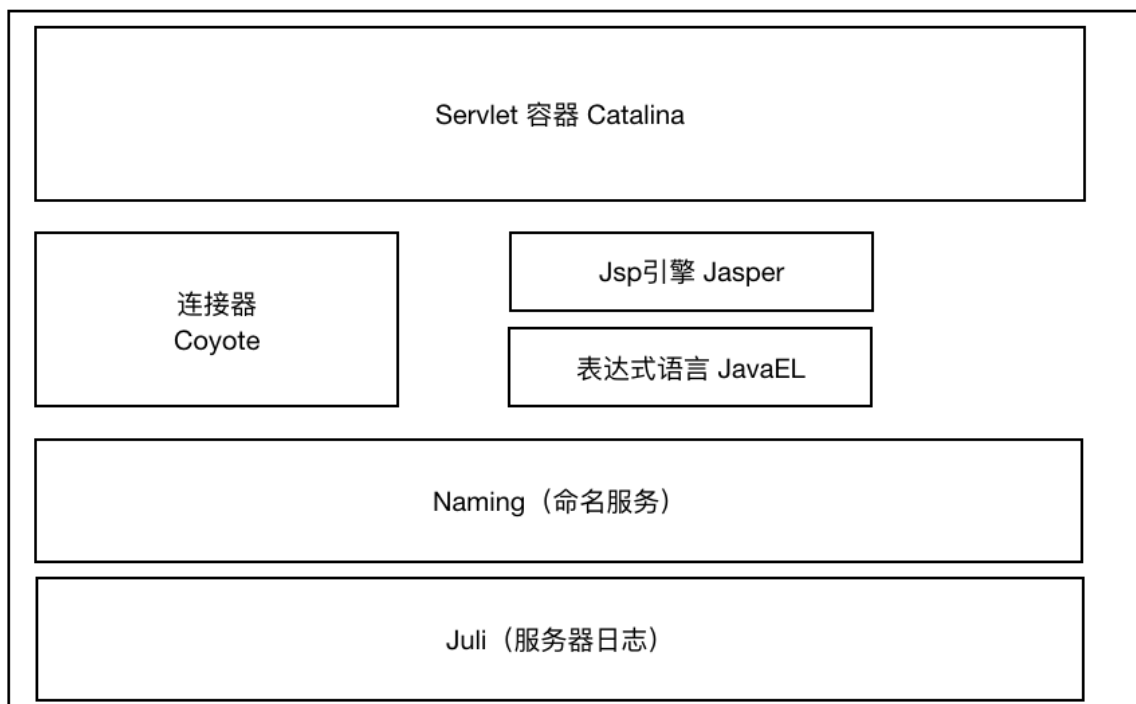 Servlet 容器 Catalina
连接器
Coyote
Jsp引擎 Jasper
表达式语言 JavaEL
Naming（命名服务）
Juli（服务器日志）